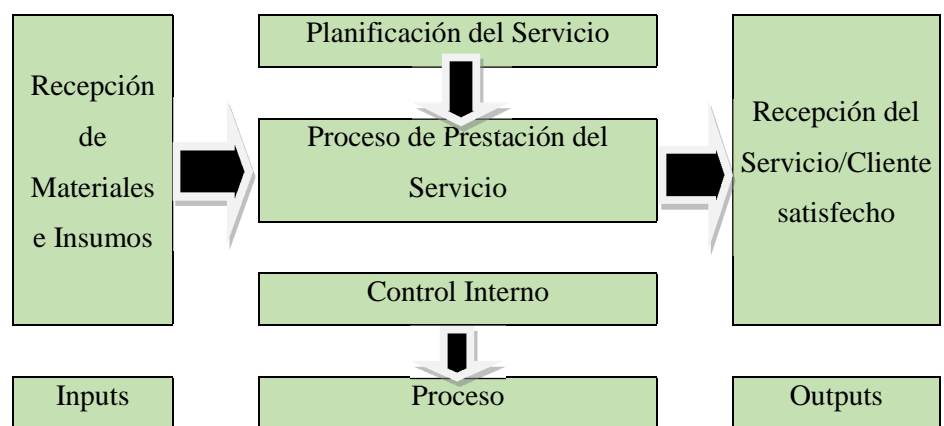 Recepción
de
Materiales
e Insumos
Planificación del Servicio
Proceso de Prestación del
Servicio
Control Interno
Recepción del
Servicio/Cliente
satisfecho
Inputs
Proceso
Outputs